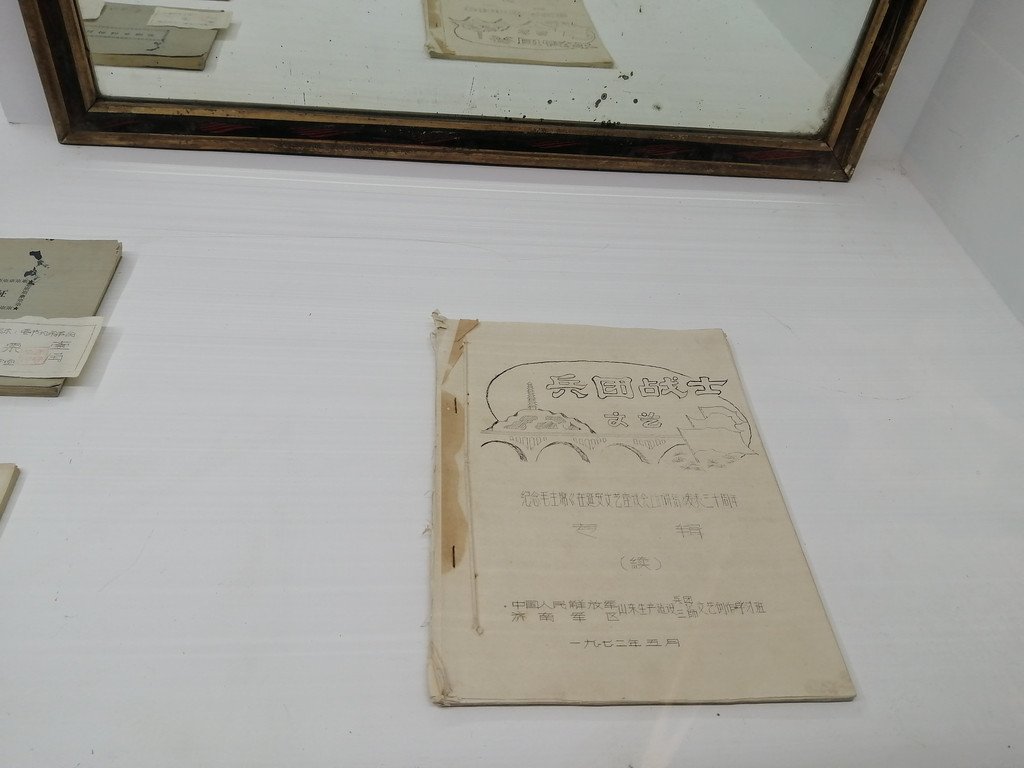 兵团战士
文艺
纪念毛主席《在延安文艺座谈会上的讲话》发表三十周年
专辑
(续)
中国人民解放军 山东生产建设兵团
济南军区 三师文艺创作学习班
一九七二年五月
证